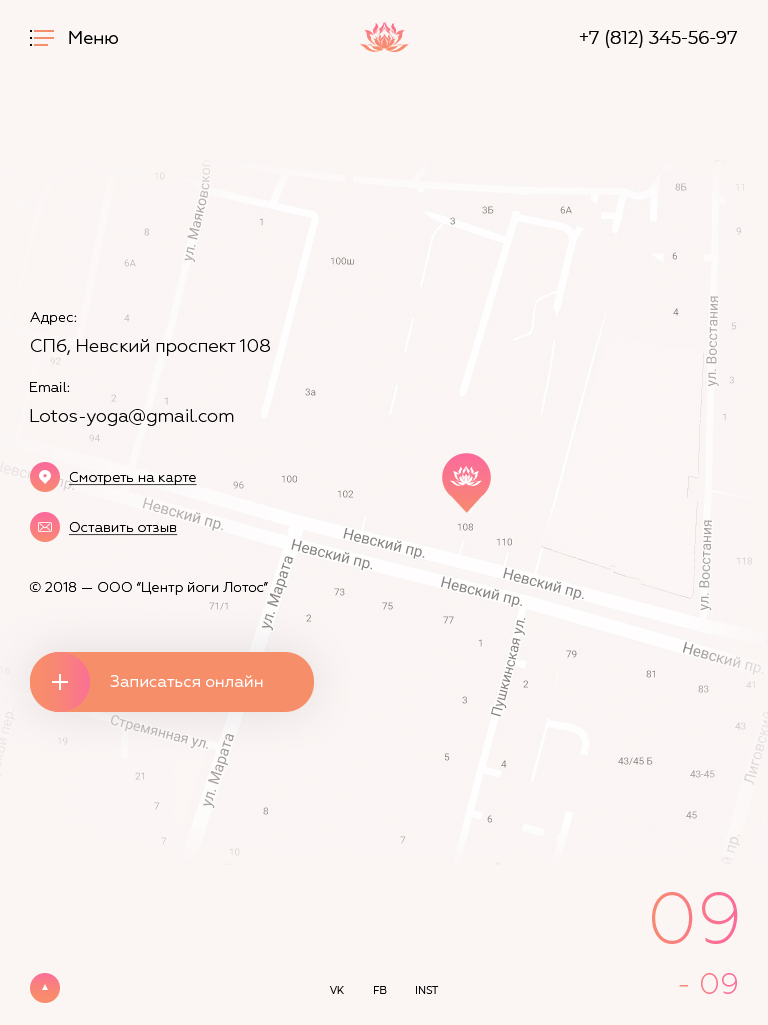 Меню
+7 (812) 345-56-97
10
8Б
11
3Б
6А
1
3
8
9
ул. Маяковского
6
6А
100ш
4
4
5
ул. Восстания
Адрес:
СПб, Невский проспект 108
92
3
Email:
3а
2
1
1
Lotos-yoga@gmail.com
94
Невский пр.
Смотреть на карте
96
100
102
Невский пр.
108
Оставить отзыв
Невский пр.
110
Невский пр.
118
ул. Восстания
Невский пр.
Невский пр.
© 2018 — ООО “Центр йоги Лотос”
73
71/1
75
2
77
ул. Марата
Пушкинская ул.
1
79
Невский пр.
81
83
41
2
3
Записаться онлайн
Стремянная ул.
19
43
5
4
43/45 Б
43-45
Лиговский
21
ул. Марата
7
8
6
45
7
7
10
й пр.
09
- 09
VK
FB
INST